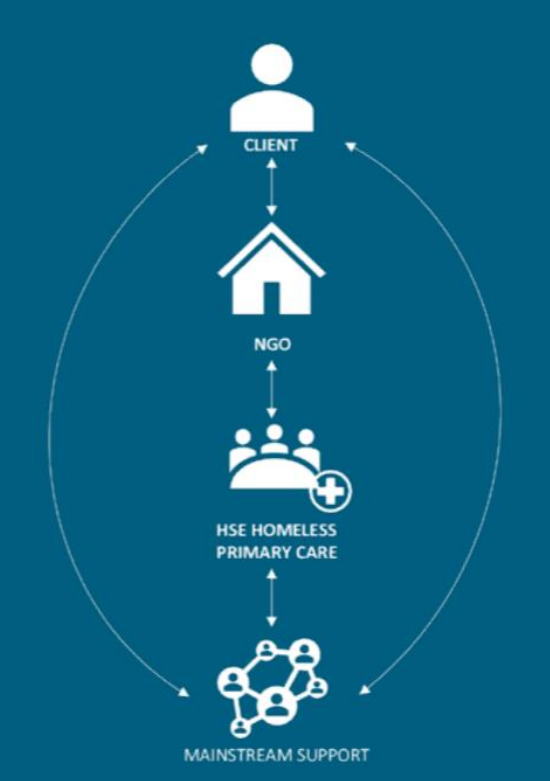 CLIENT
NGO
HSE HOMELESS
PRIMARY CARE
MAINSTREAM SUPPORT